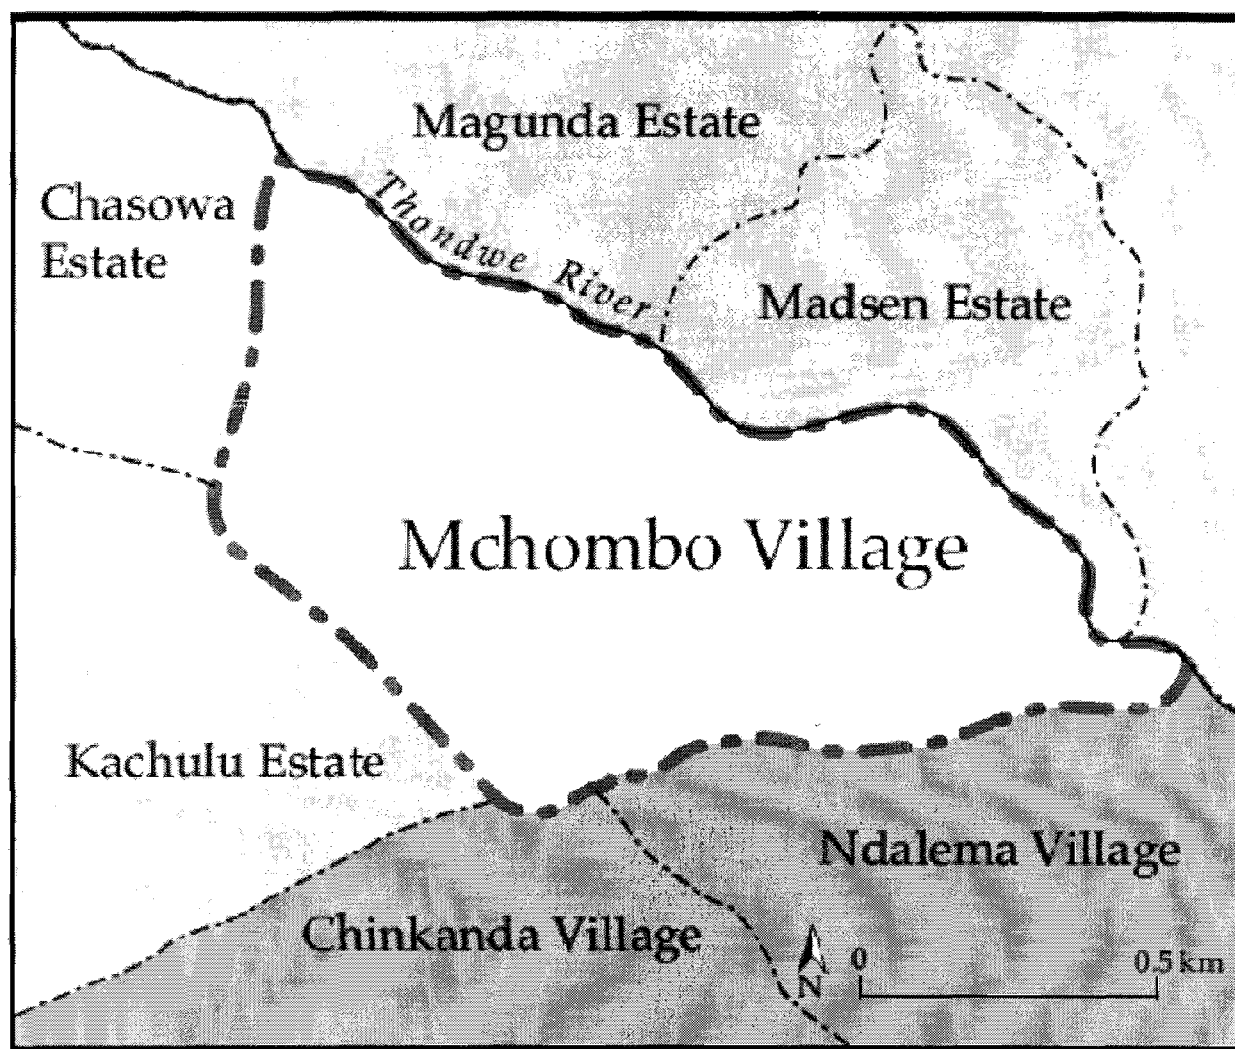 Magunda Estate
Chasowa
Estate
Thondwe River
Madsen Estate
Mchombo Village
Kachulu Estate
Ndalema Village
Chinkanda Village
N
0 0.5 km